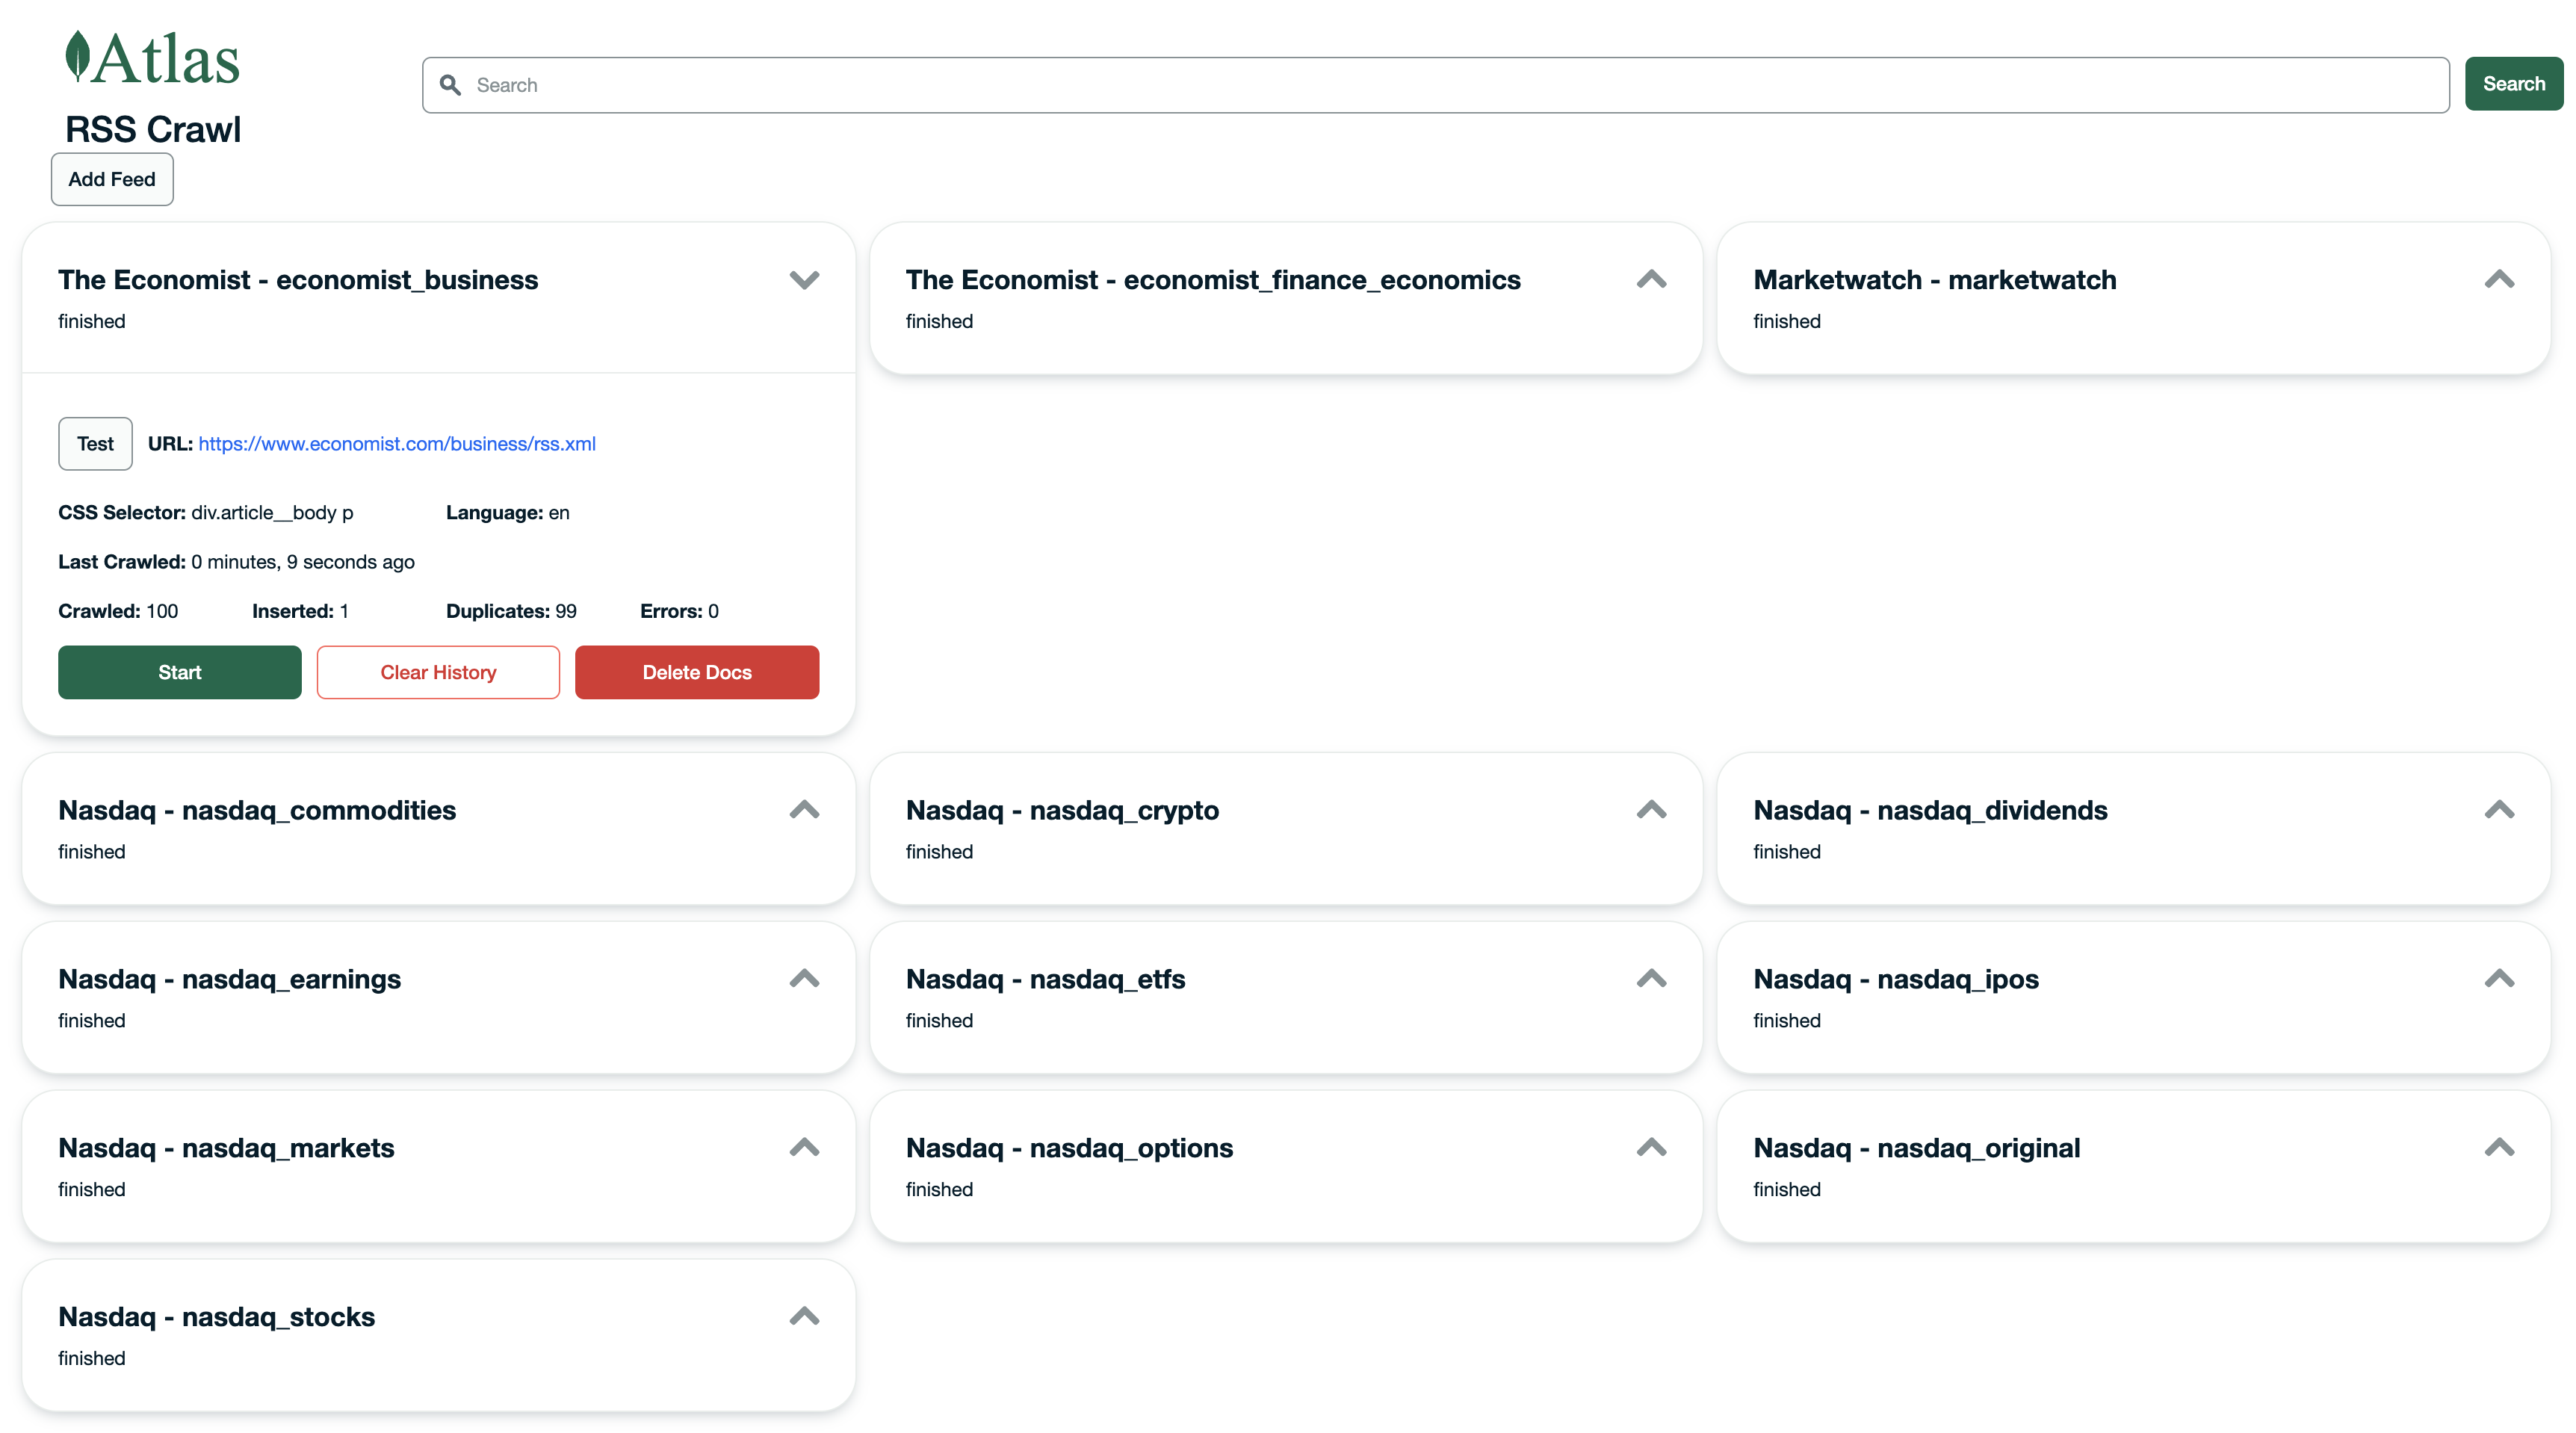 Atlas
RSS Crawl
Search
Search
Add Feed
The Economist - economist_business
finished
Test URL: https://www.economist.com/business/rss.xml
CSS Selector: div.article__body p Language: en
Last Crawled: 0 minutes, 9 seconds ago
Crawled: 100 Inserted: 1 Duplicates: 99 Errors: 0
Start Clear History Delete Docs
The Economist - economist_finance_economics
finished
Marketwatch - marketwatch
finished
Nasdaq - nasdaq_commodities
finished
Nasdaq - nasdaq_crypto
finished
Nasdaq - nasdaq_dividends
finished
Nasdaq - nasdaq_earnings
finished
Nasdaq - nasdaq_etfs
finished
Nasdaq - nasdaq_ipos
finished
Nasdaq - nasdaq_markets
finished
Nasdaq - nasdaq_options
finished
Nasdaq - nasdaq_original
finished
Nasdaq - nasdaq_stocks
finished